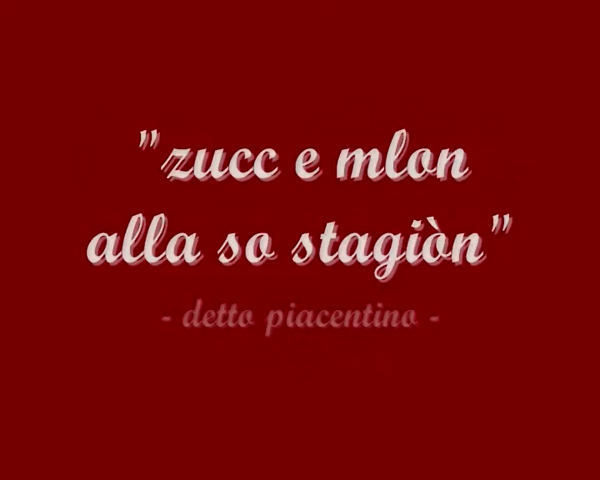 "zucc e mlon
alla so stagiòn"
- detto piacentino -